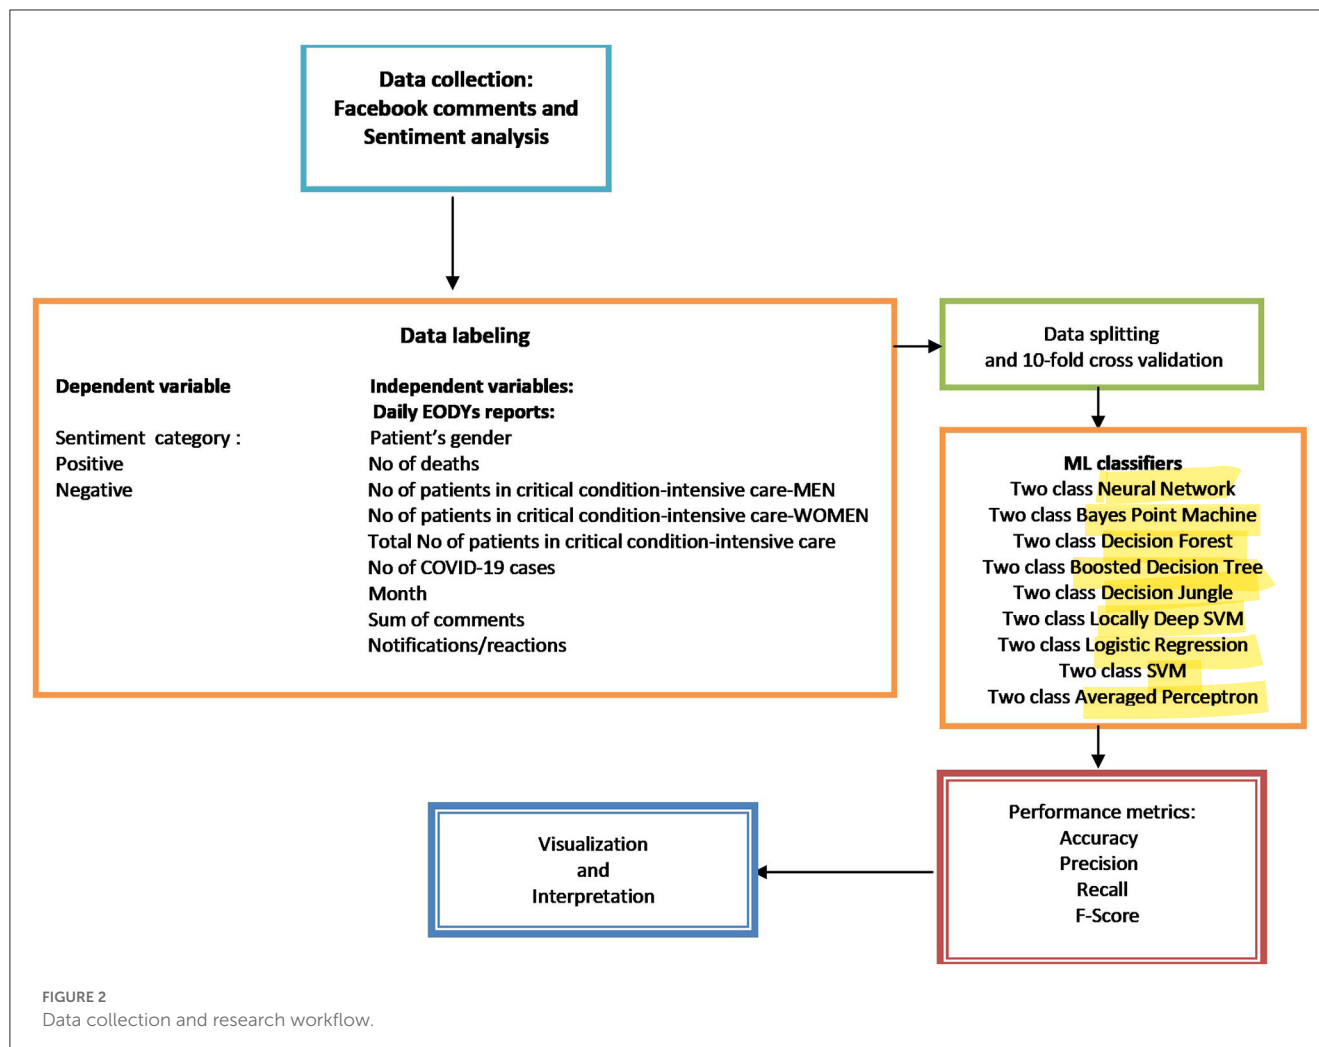 Data collection:
Facebook comments and
Sentiment analysis
Data labeling
Dependent variable
Sentiment category :
Positive
Negative
Independent variables:
Daily EODYs reports:
Patient's gender
No of deaths
No of patients in critical condition-intensive care-MEN
No of patients in critical condition-intensive care-WOMEN
Total No of patients in critical condition-intensive care
No of COVID-19 cases
Month
Sum of comments
Notifications/reactions
Data splitting
and 10-fold cross validation
ML classifiers
Two class Neural Network
Two class Bayes Point Machine
Two class Decision Forest
Two class Boosted Decision Tree
Two class Decision Jungle
Two class Locally Deep SVM
Two class Logistic Regression
Two class SVM
Two class Averaged Perceptron
Performance metrics:
Accuracy
Precision
Recall
F-Score
Visualization
and
Interpretation
FIGURE 2
Data collection and research workflow.